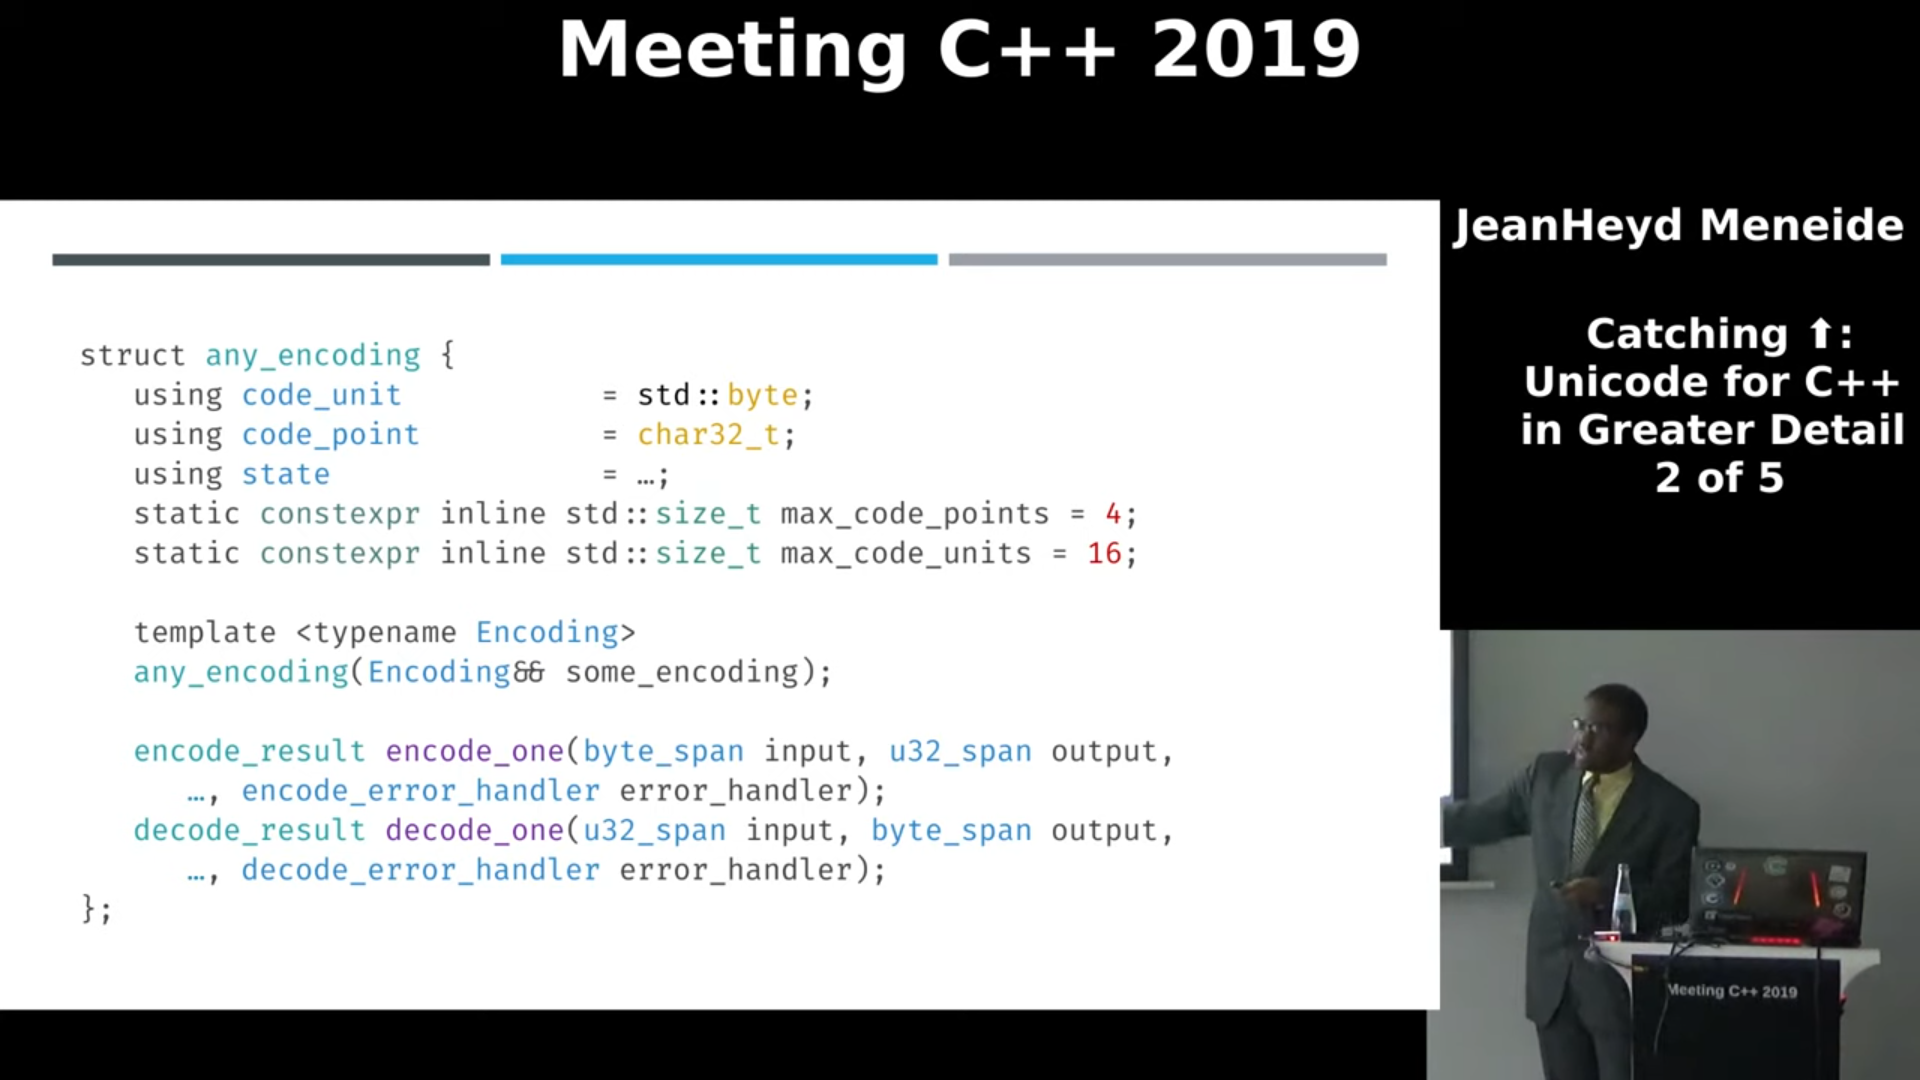 Meeting C++ 2019
JeanHeyd Meneide
Catching ⬆:
Unicode for C++
in Greater Detail
2 of 5
struct any_encoding {
using code_unit = std::byte;
using code_point = char32_t;
using state = …;
static constexpr inline std::size_t max_code_points = 4;
static constexpr inline std::size_t max_code_units = 16;
template <typename Encoding>
any_encoding(Encoding&& some_encoding);
encode_result encode_one(byte_span input, u32_span output,
…, encode_error_handler error_handler);
decode_result decode_one(u32_span input, byte_span output,
…, decode_error_handler error_handler);
};
Meeting C++ 2019